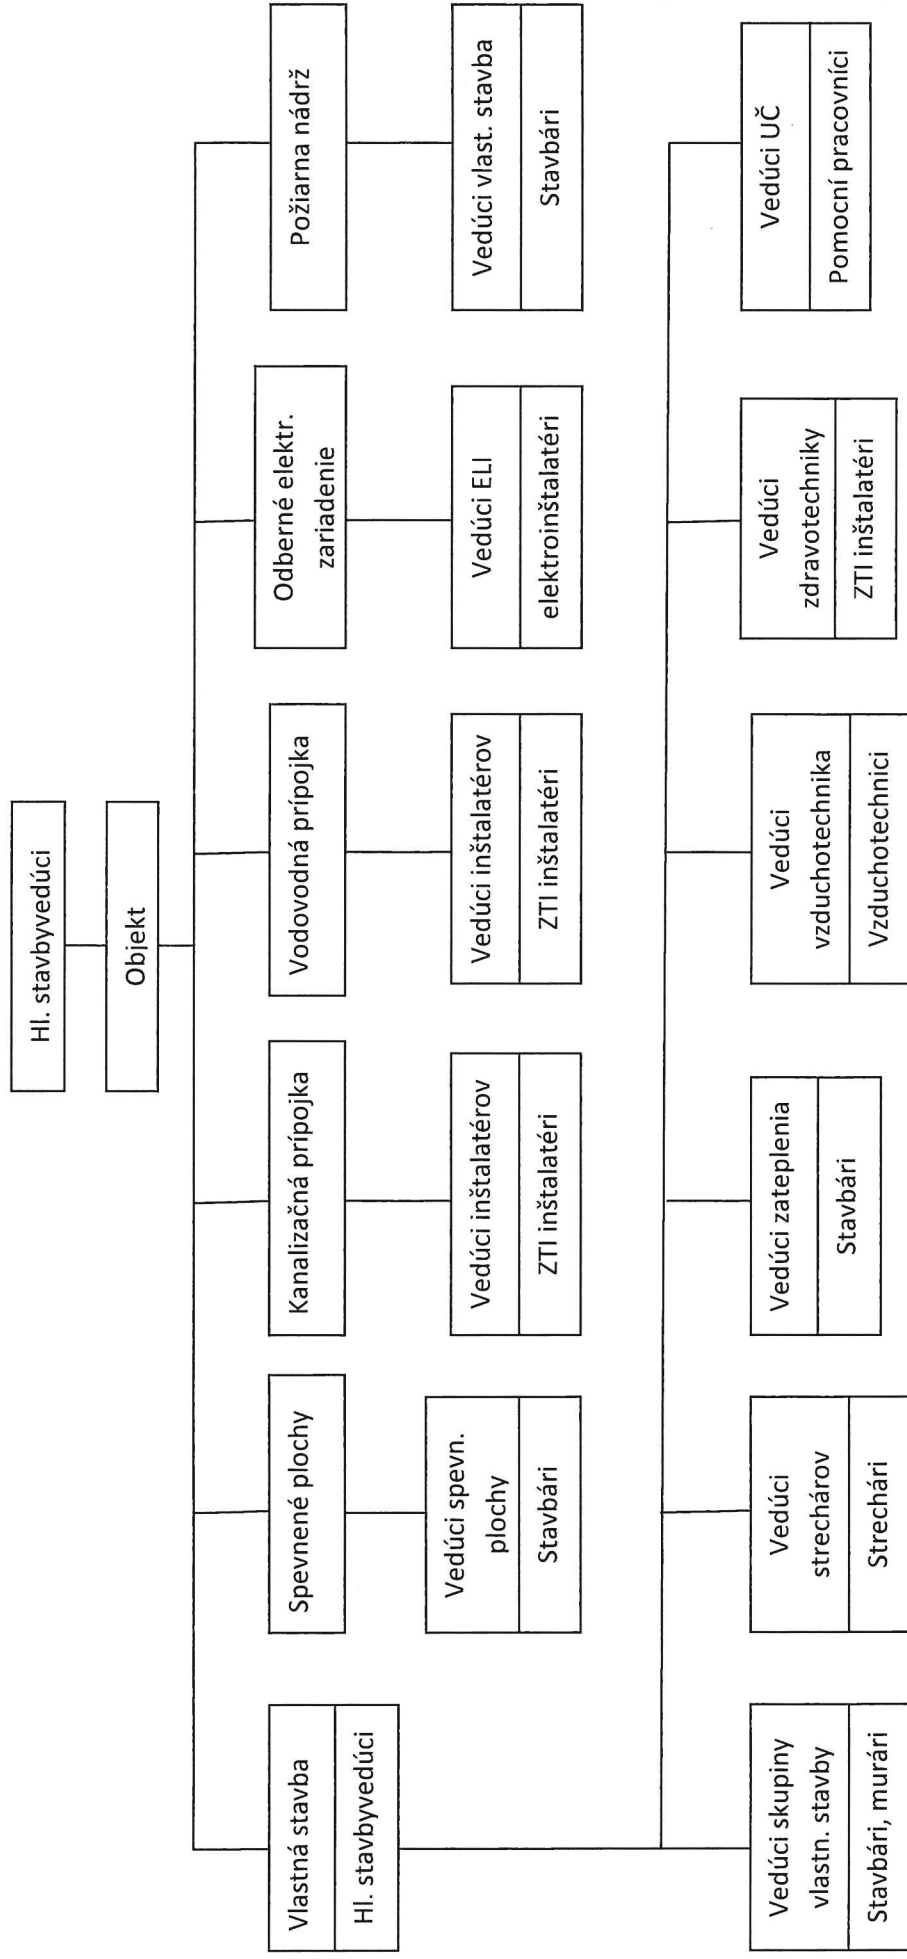 Hl. stavbyvedúci
Objekt
Vlastná stavba
Hl. stavbyvedúci
Spevnené plochy
Kanalizačná prípojka
Vodovodná prípojka
Odberné elektr.
zariadenie
Požiarna nádrž
Vedúci spevn.
plochy
Stavbári
Vedúci inštalatérov
ZTI inštalatéri
Vedúci inštalatérov
ZTI inštalatéri
Vedúci ELI
elektroinštalatéri
Vedúci vlast. stavba
Stavbári
Vedúci skupiny
vlastn. stavby
Stavbári, murári
Vedúci
strechárov
Strechári
Vedúci zateplenia
Stavbári
Vedúci
vzduchotechnika
Vzduchotechnici
Vedúci
zdravotechniky
ZTI inštalatéri
Vedúci UČ
Pomocní pracovníci